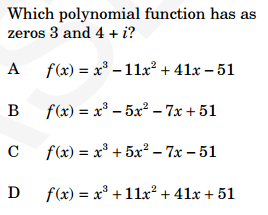 Which polynomial function has as
zeros 3 and 4 + i?
A f(x) = x³ – 11x² + 41x – 51
B f(x) = x³ – 5x² – 7x + 51
C f(x) = x³ + 5x² – 7x – 51
D f(x) = x³ + 11x² + 41x + 51